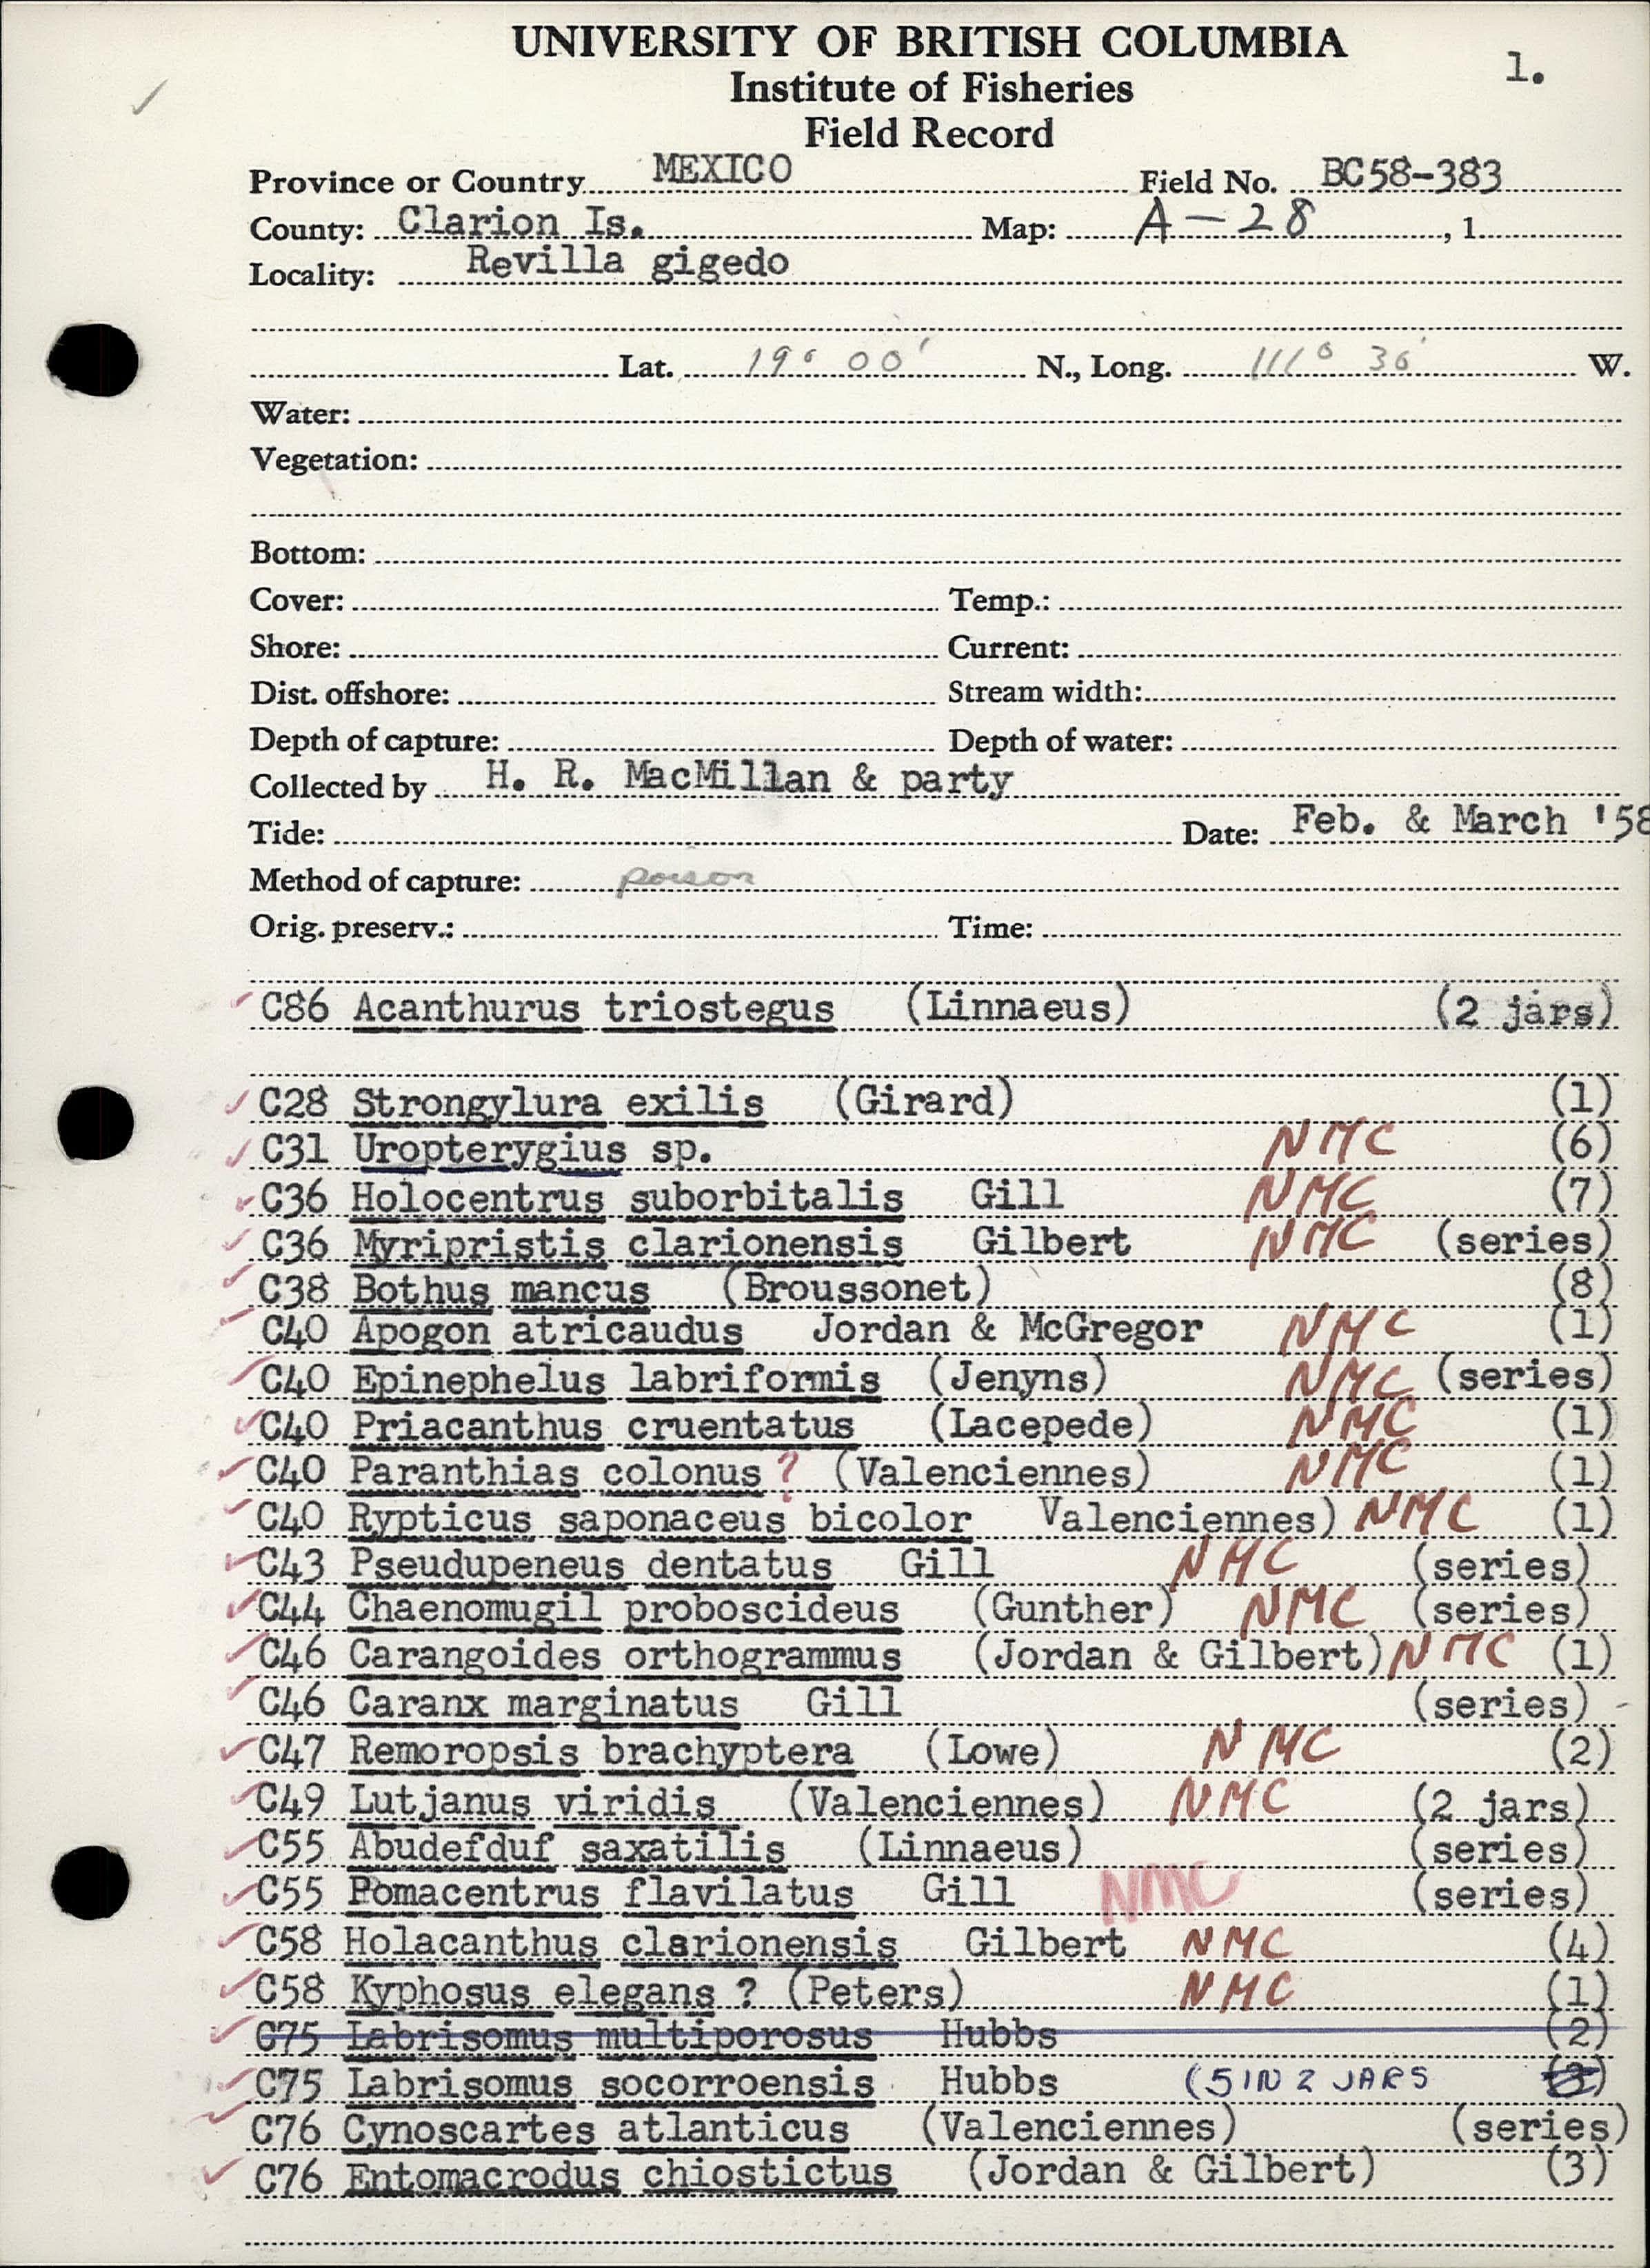 UNIVERSITY OF BRITISH COLUMBIA
1.
Institute of Fisheries
Field Record
Province or Country MEXICO Field No. BC58-383
County: Clarion Is. Map: A-28, 1
Locality: Revilla gigedo
Lat. 19° 00' N., Long. 111° 36' W.
Water:
Vegetation:
Bottom:
Cover: Temp.:
Shore: Current:
Dist. offshore: Stream width:
Depth of capture: Depth of water:
Collected by H. R. MacMillan & party
Tide: Date: Feb. & March '58
Method of capture: poison
Orig. preserv.: Time:
C86 Acanthurus triostegus (Linnaeus) (2 jars)
C28 Strongylura exilis (Girard) (1)
C31 Uropterygius sp. NMC (6)
C36 Holocentrus suborbitalis Gill NMC (7)
C36 Myripristis clarionensis Gilbert NMC (series)
C38 Bothus mancus (Broussonet) (8)
C40 Apogon atricaudus Jordan & McGregor NMC (1)
C40 Epinephelus labriformis (Jenyns) NMC (series)
C40 Priacanthus cruentatus (Lacepede) NMC (1)
C40 Paranthias colonus ? (Valenciennes) NMC (1)
C40 Rypticus saponaceus bicolor Valenciennes) NMC (1)
C43 Pseudupeneus dentatus Gill NMC (series)
C44 Chaenomugil proboscideus (Gunther) NMC (series)
C46 Carangoides orthogrammus (Jordan & Gilbert) NMC (1)
C46 Caranx marginatus Gill (series)
C47 Remoropsis brachyptera (Lowe) NMC (2)
C49 Lutjanus viridis (Valenciennes) NMC (2 jars)
C55 Abudefduf saxatilis (Linnaeus) (series)
C55 Pomacentrus flavilatus Gill NMC (series)
C58 Holacanthus clarionensis Gilbert NMC (4)
C58 Kyphosus elegans ? (Peters) NMC (1)
C75 Labrisomus multiporosus Hubbs (2)
C75 Labrisomus socorroensis Hubbs (5 IN 2 JARS (3)
C76 Cynoscartes atlanticus (Valenciennes) (series)
C76 Entomacrodus chiostictus (Jordan & Gilbert) (3)